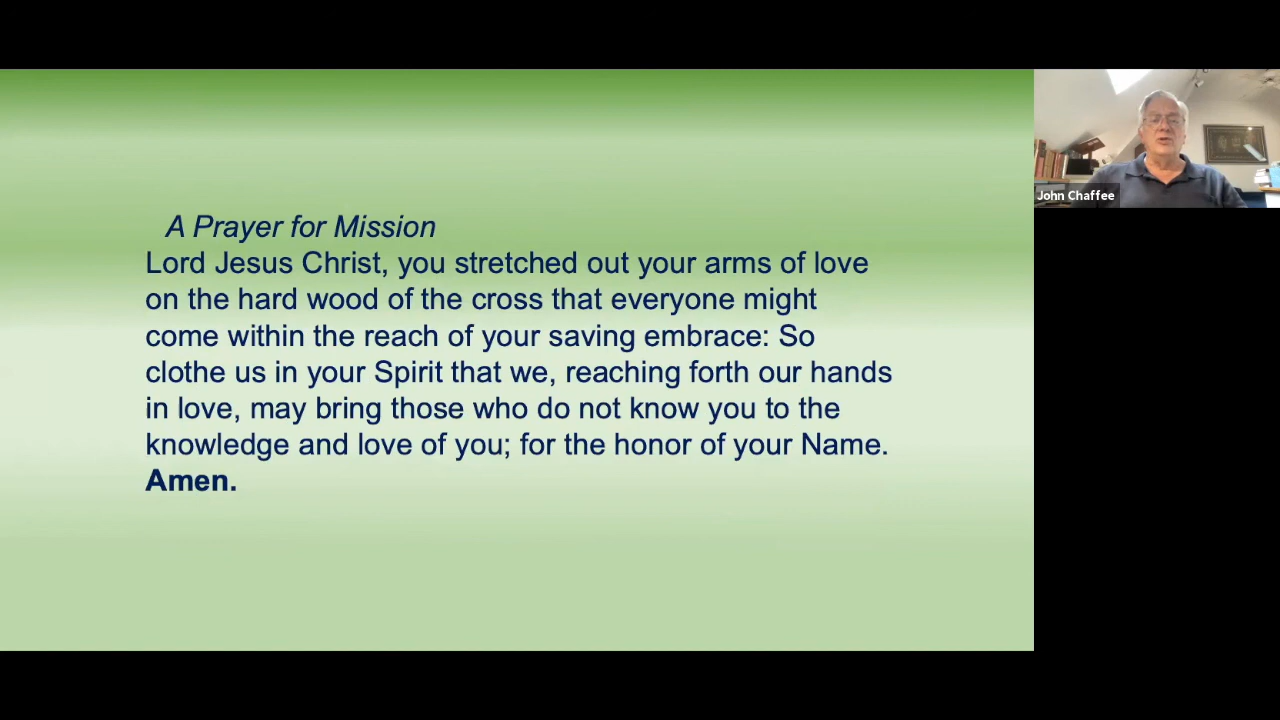 A Prayer for Mission
Lord Jesus Christ, you stretched out your arms of love
on the hard wood of the cross that everyone might
come within the reach of your saving embrace: So
clothe us in your Spirit that we, reaching forth our hands
in love, may bring those who do not know you to the
knowledge and love of you; for the honor of your Name.
Amen.
John Chaffee